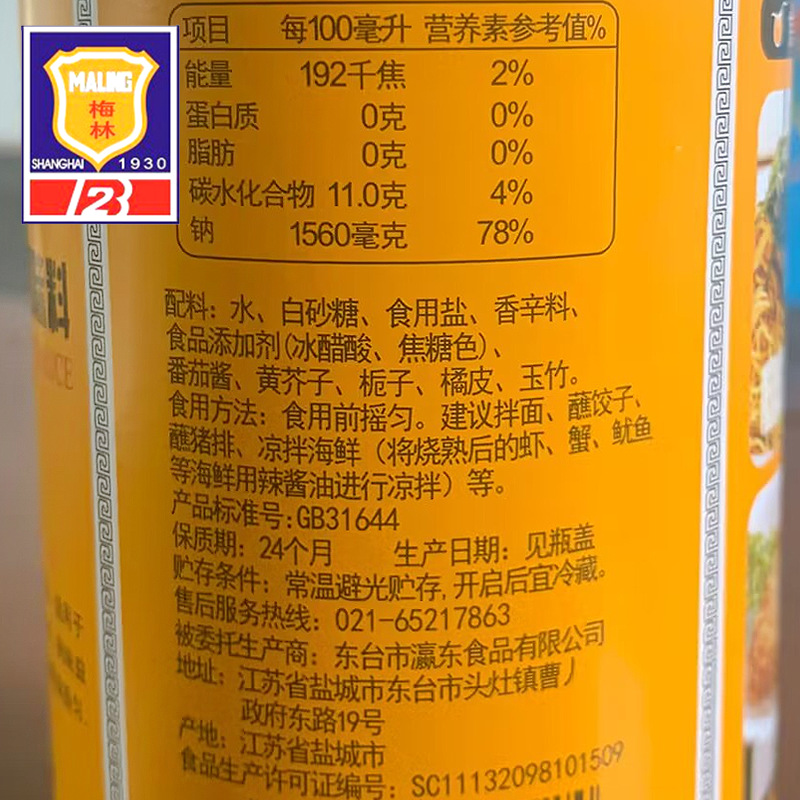 MALING
梅
林
SHANGHAI 1930
B2
项目 每100毫升 营养素参考值%
能量 192千焦 2%
蛋白质 0克 0%
脂肪 0克 0%
碳水化合物 11.0克 4%
钠 1560毫克 78%
料
配料：水、白砂糖、食用盐、香辛料、
食品添加剂(冰醋酸、焦糖色)、
番茄酱、黄芥子、栀子、橘皮、玉竹。
食用方法：食用前摇匀。建议拌面、蘸饺子、
蘸猪排、凉拌海鲜（将烧熟后的虾、蟹、鱿鱼
等海鲜用辣酱油进行凉拌）等。
产品标准号:GB31644
保质期：24个月 生产日期：见瓶盖
贮存条件：常温避光贮存,开启后宜冷藏。
售后服务热线：021-65217863
被委托生产商：东台市瀛东食品有限公司
地址：江苏省盐城市东台市头灶镇曹丿
政府东路19号
产地：江苏省盐城市
食品生产许可证编号：SC11132098101509